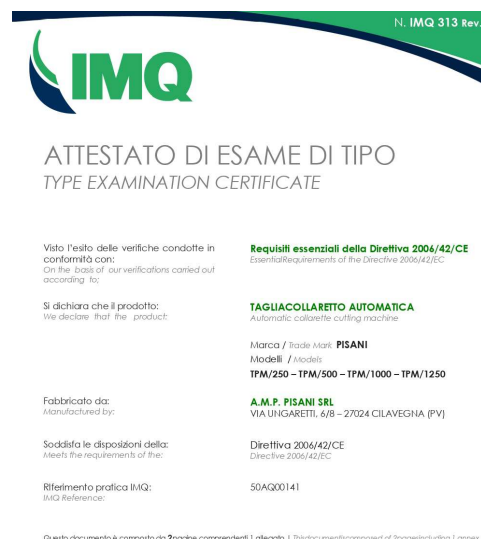 N. IMQ 313 Rev.
IMQ
ATTESTATO DI ESAME DI TIPO
TYPE EXAMINATION CERTIFICATE
Visto l'esito delle verifiche condotte in
conformità con:
On the basis of our verifications carried out
according to;
Requisiti essenziali della Direttiva 2006/42/CE
EssentialRequirements of the Directive 2006/42/EC
Si dichiara che il prodotto:
We declare that the product:
TAGLIACOLLARETTO AUTOMATICA
Automatic collarette cutting machine
Marca / Trade Mark PISANI
Modelli / Models
TPM/250 – TPM/500 – TPM/1000 – TPM/1250
Fabbricato da:
Manufactured by:
A.M.P. PISANI SRL
VIA UNGARETTI, 6/8 – 27024 CILAVEGNA (PV)
Soddisfa le disposizioni della:
Meets the requirements of the:
Direttiva 2006/42/CE
Directive 2006/42/EC
Riferimento pratica IMQ:
IMQ Reference:
50AQ00141
Questo documento è composto da 2pagine comprendenti 1 allegato | Thisdocumentiscomposed of 2pagesincluding 1 annex